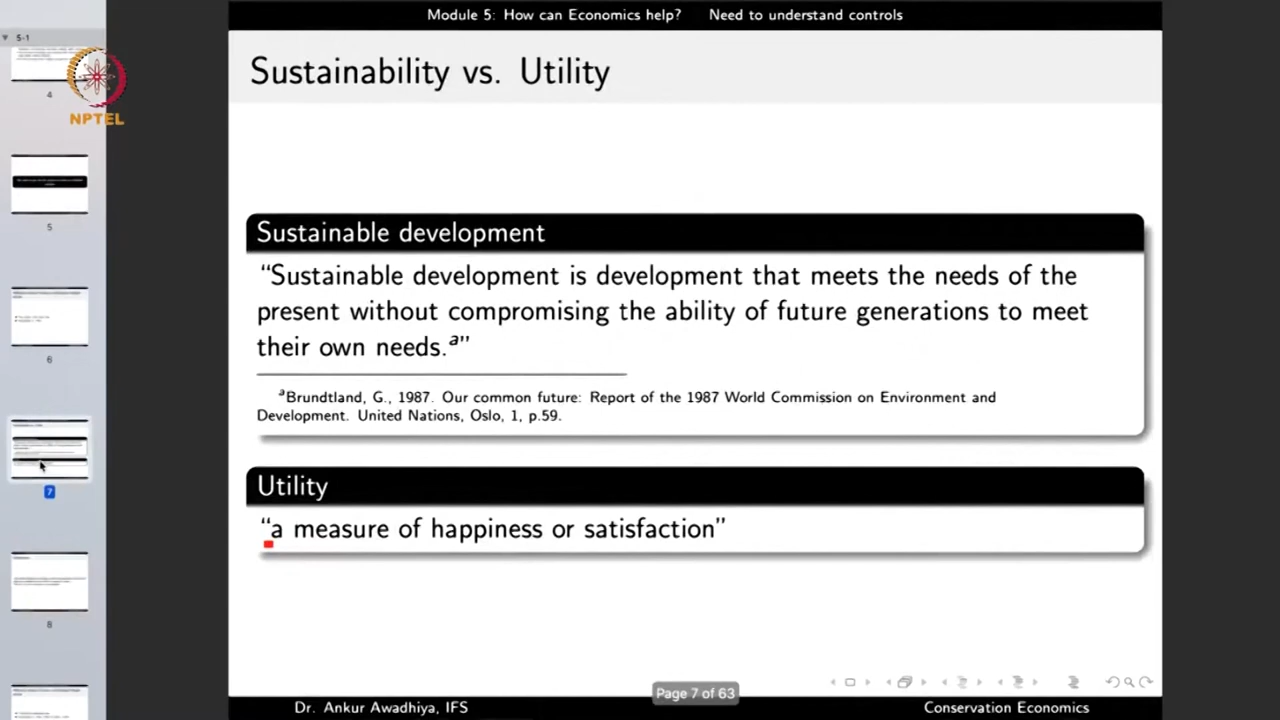 Module 5: How can Economics help? Need to understand controls
5-1
NPTEL
4
5
6
7
8
Sustainability vs. Utility
Sustainable development
“Sustainable development is development that meets the needs of the
present without compromising the ability of future generations to meet
their own needs.ᵃ”
ᵃBrundtland, G., 1987. Our common future: Report of the 1987 World Commission on Environment and
Development. United Nations, Oslo, 1, p.59.
Utility
“a measure of happiness or satisfaction”
Page 7 of 63
Dr. Ankur Awadhiya, IFS
Conservation Economics